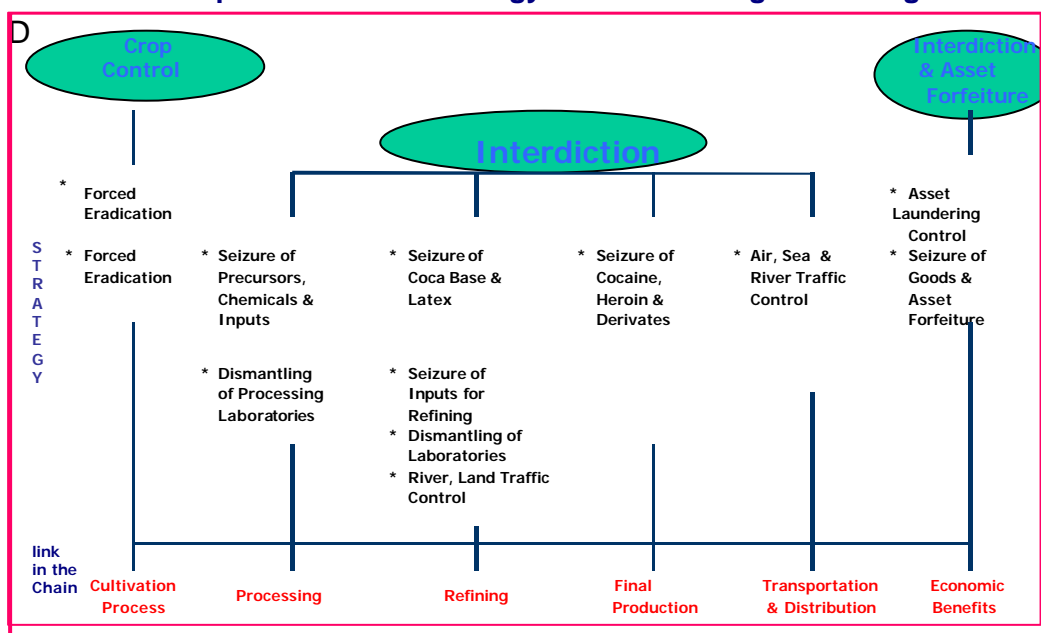 D
Crop
Control
Interdiction
Interdiction
& Asset
Forfeiture
STRATEGY
* Forced
Eradication
* Forced
Eradication
* Seizure of
Precursors,
Chemicals &
Inputs
* Dismantling
of Processing
Laboratories
* Seizure of
Coca Base &
Latex
* Seizure of
Inputs for
Refining
* Dismantling of
Laboratories
* River, Land Traffic
Control
* Seizure of
Cocaine,
Heroin &
Derivates
* Air, Sea &
River Traffic
Control
* Asset
Laundering
Control
* Seizure of
Goods &
Asset
Forfeiture
link
in the
Chain
Cultivation
Process
Processing
Refining
Final
Production
Transportation
& Distribution
Economic
Benefits